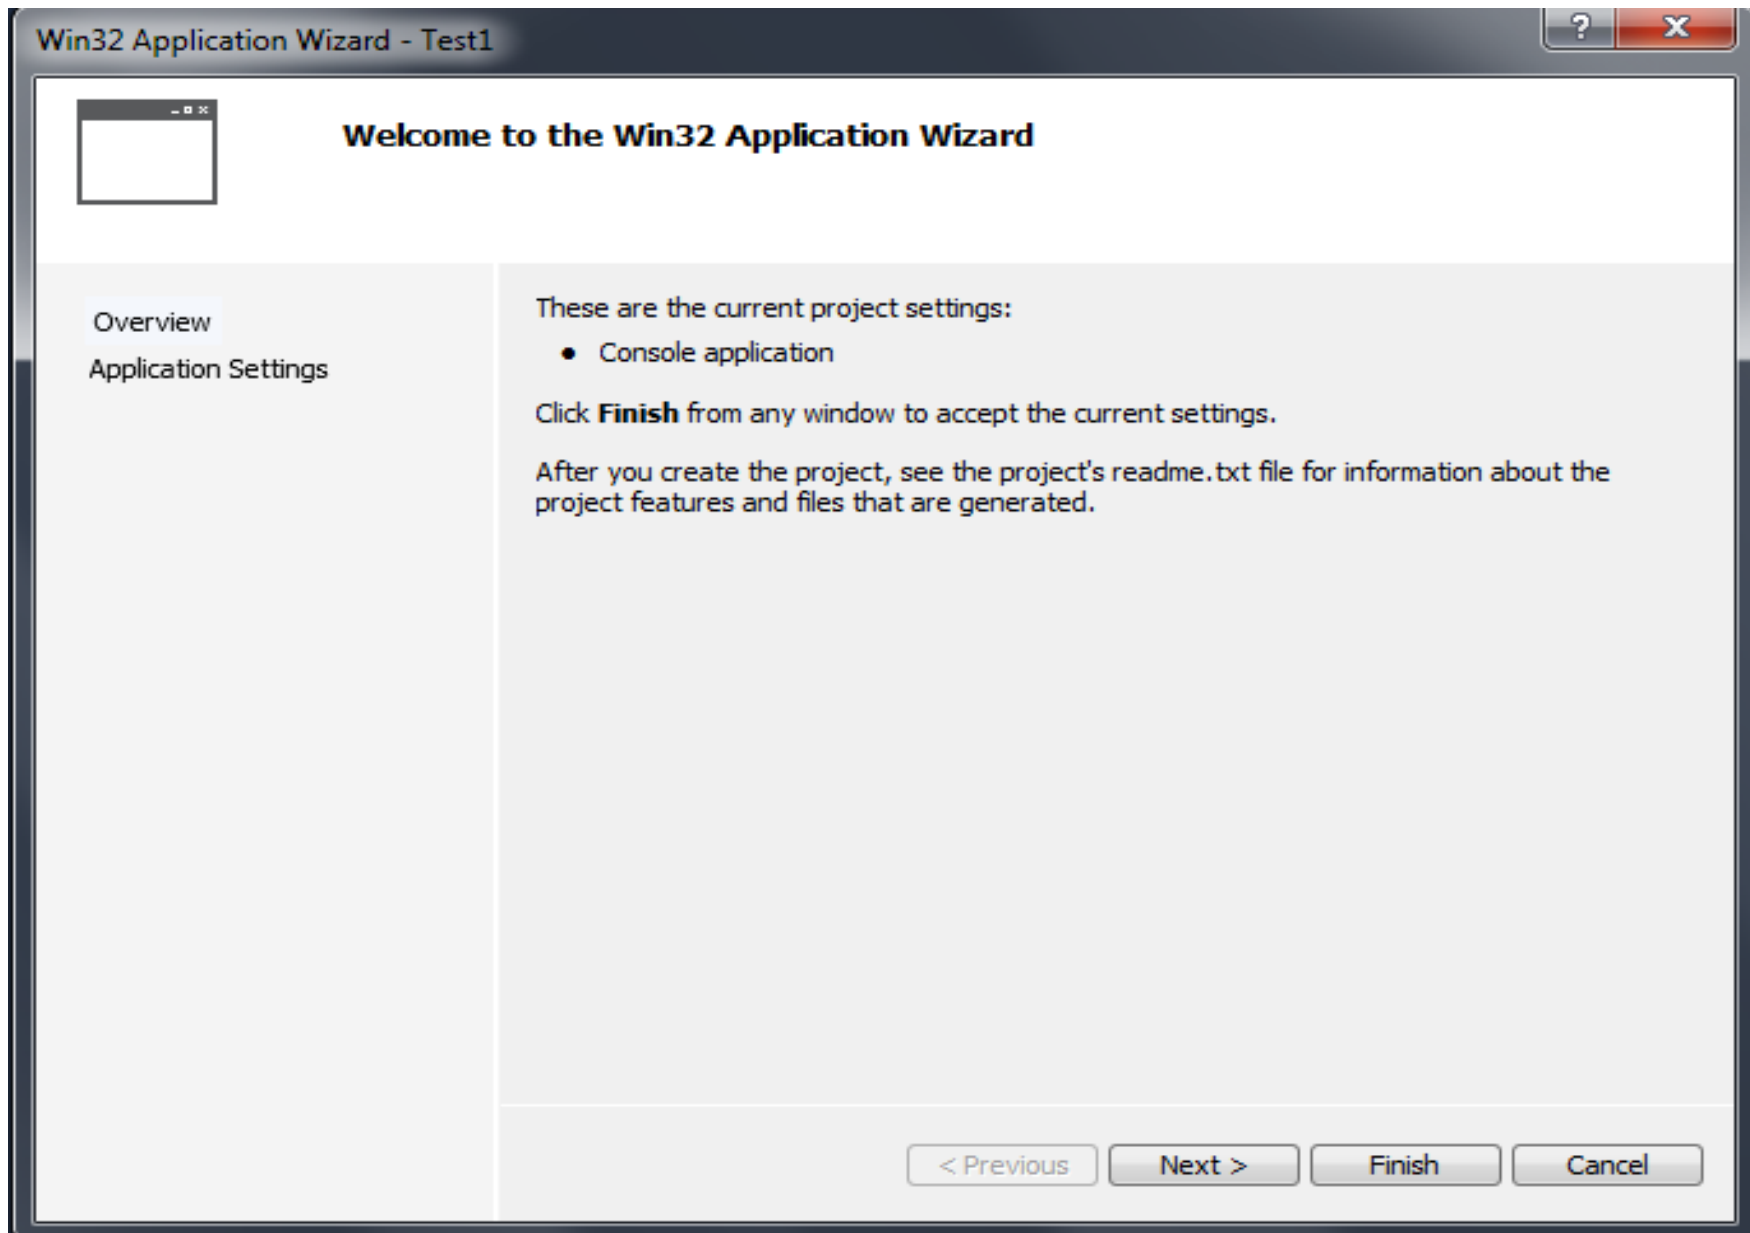 Win32 Application Wizard - Test1
Welcome to the Win32 Application Wizard
Overview
Application Settings
These are the current project settings:
• Console application
Click Finish from any window to accept the current settings.
After you create the project, see the project's readme.txt file for information about the
project features and files that are generated.
< Previous
Next >
Finish
Cancel